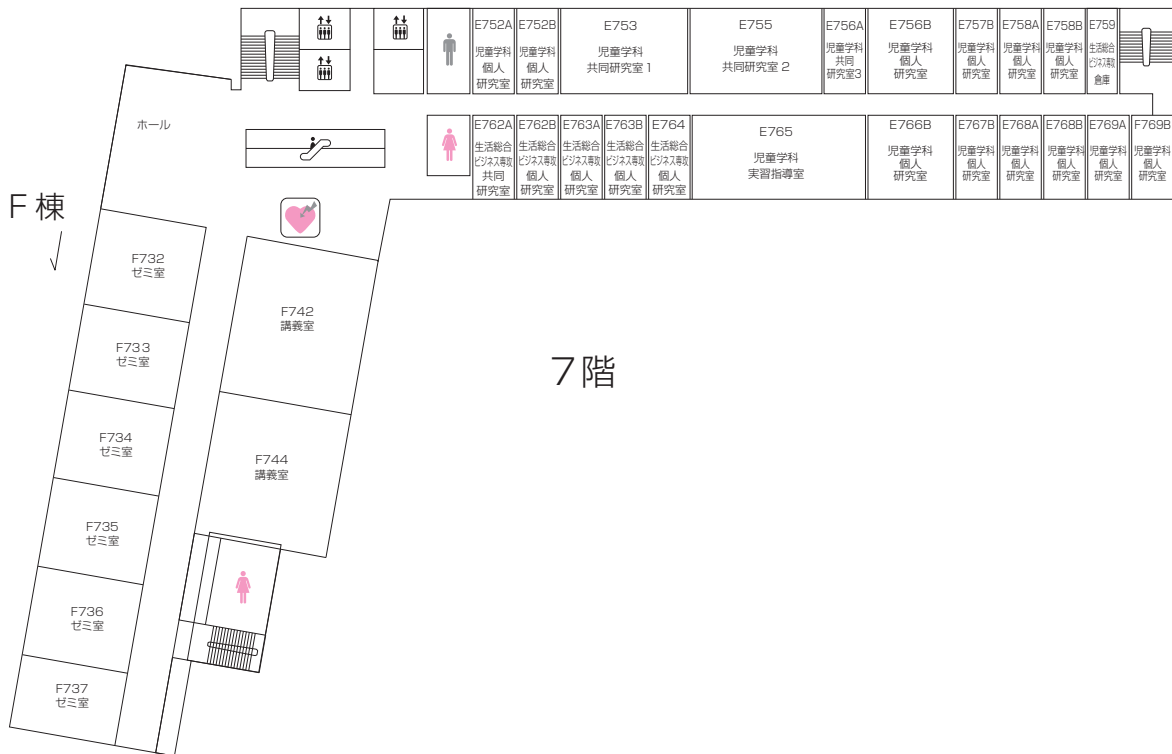 E752A
児童学科
個人
研究室
E752B
児童学科
個人
研究室
E753
児童学科
共同研究室1
E755
児童学科
共同研究室2
E756A
児童学科
共同
研究室3
E756B
児童学科
個人
研究室
E757B
児童学科
個人
研究室
E758A
児童学科
個人
研究室
E758B
児童学科
個人
研究室
E759
生活総合
ビジネス専攻
倉庫
ホール
E762A
生活総合
ビジネス専攻
共同
研究室
E762B
生活総合
ビジネス専攻
個人
研究室
E763A
生活総合
ビジネス専攻
個人
研究室
E763B
生活総合
ビジネス専攻
個人
研究室
E764
生活総合
ビジネス専攻
個人
研究室
E765
児童学科
実習指導室
E766B
児童学科
個人
研究室
E767B
児童学科
個人
研究室
E768A
児童学科
個人
研究室
E768B
児童学科
個人
研究室
E769A
児童学科
個人
研究室
F769B
児童学科
個人
研究室
F棟
F732
ゼミ室
F742
講義室
F733
ゼミ室
7階
F734
ゼミ室
F744
講義室
F735
ゼミ室
F736
ゼミ室
F737
ゼミ室